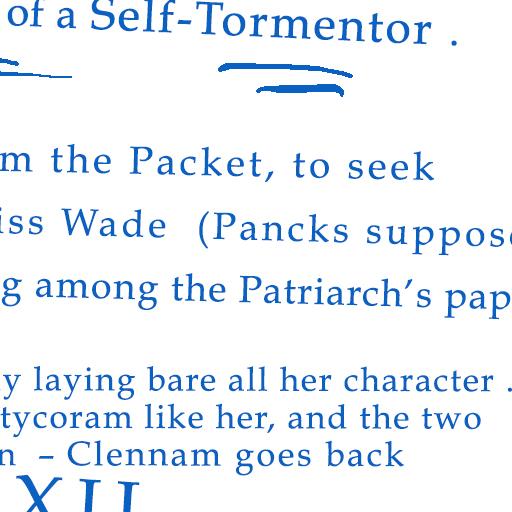 of a Self-Tormentor .
m the Packet, to seek
iss Wade (Pancks suppose
g among the Patriarch's pap
y laying bare all her character .
tycoram like her, and the two
n – Clennam goes back
XII